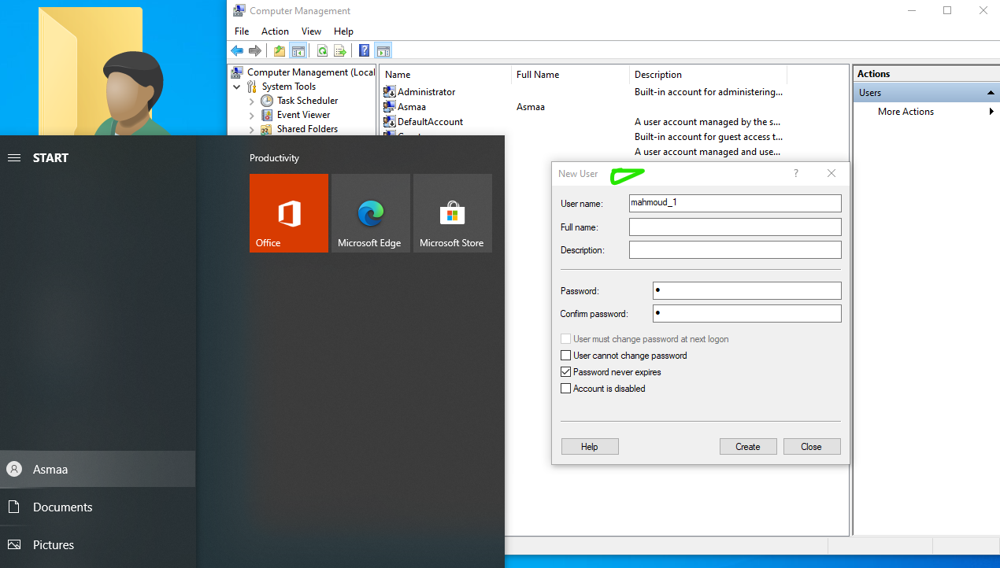 Computer Management
File Action View Help
Computer Management (Local
System Tools
Task Scheduler
Event Viewer
Shared Folders
Name Full Name Description
Administrator Built-in account for administering...
Asmaa Asmaa
DefaultAccount A user account managed by the s...
Built-in account for guest access t...
A user account managed and use...
Actions
Users
More Actions
START
Productivity
Office
Microsoft Edge
Microsoft Store
Asmaa
Documents
Pictures
New User
User name: mahmoud_1
Full name:
Description:
Password:
Confirm password:
User must change password at next logon
User cannot change password
Password never expires
Account is disabled
Help Create Close